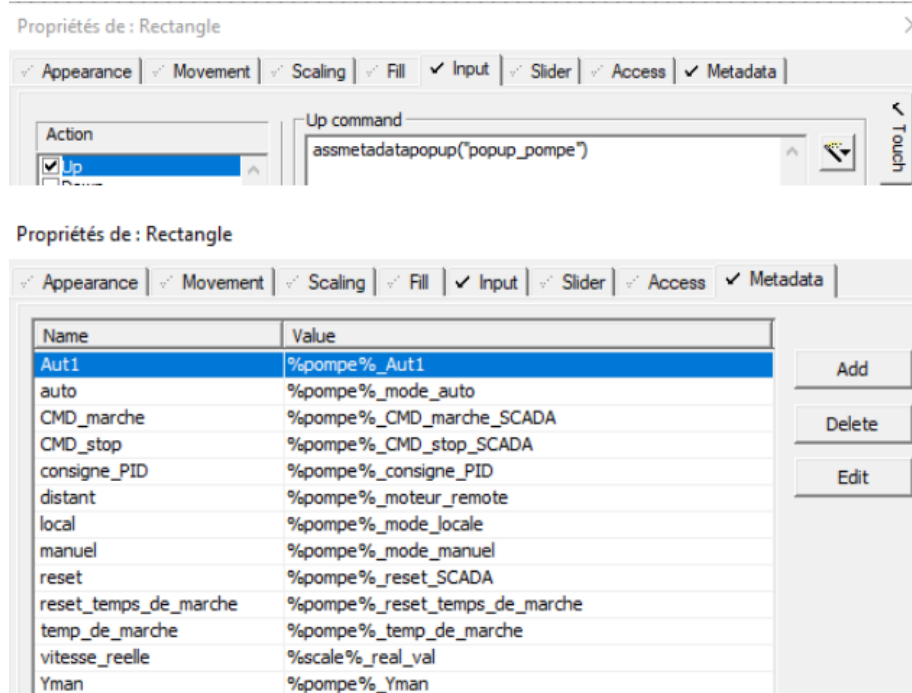 Propriétés de : Rectangle
Appearance Movement Scaling Fill Input Slider Access Metadata
Action
Up command
Up
assmetadatapopup("popup_pompe")
Touch
Propriétés de : Rectangle
Appearance Movement Scaling Fill Input Slider Access Metadata
Name Value
Aut1 %pompe%_Aut1
Add
auto %pompe%_mode_auto
CMD_marche %pompe%_CMD_marche_SCADA
Delete
CMD_stop %pompe%_CMD_stop_SCADA
consigne_PID %pompe%_consigne_PID
Edit
distant %pompe%_moteur_remote
local %pompe%_mode_locale
manuel %pompe%_mode_manuel
reset %pompe%_reset_SCADA
reset_temps_de_marche %pompe%_reset_temps_de_marche
temp_de_marche %pompe%_temp_de_marche
vitesse_reelle %scale%_real_val
Yman %pompe%_Yman